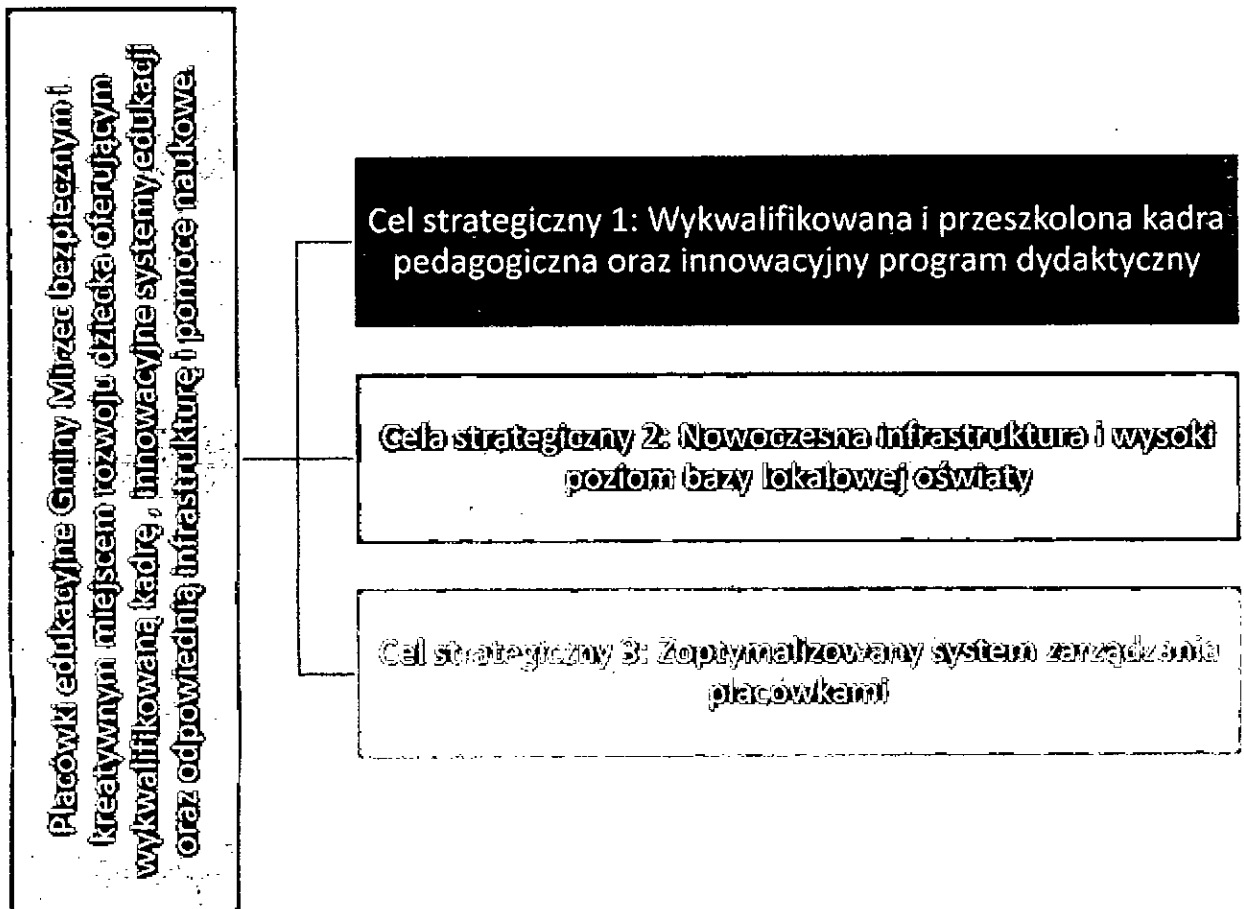 Placówki edukacyjne Gminy Mirzec bezpiecznym i
kreatywnym miejscem rozwoju dziecka oferującym
wykwalifikowaną kadrę , innowacyjne systemy edukacji
oraz odpowiednią infrastrukturę i pomoce naukowe.
Cel strategiczny 1: Wykwalifikowana i przeszkolona kadra
pedagogiczna oraz innowacyjny program dydaktyczny
Cela strategiczny 2: Nowoczesna infrastruktura i wysoki
poziom bazy lokalowej oświaty
Cel strategiczny 3: Zoptymalizowany system zarządzania
placówkami